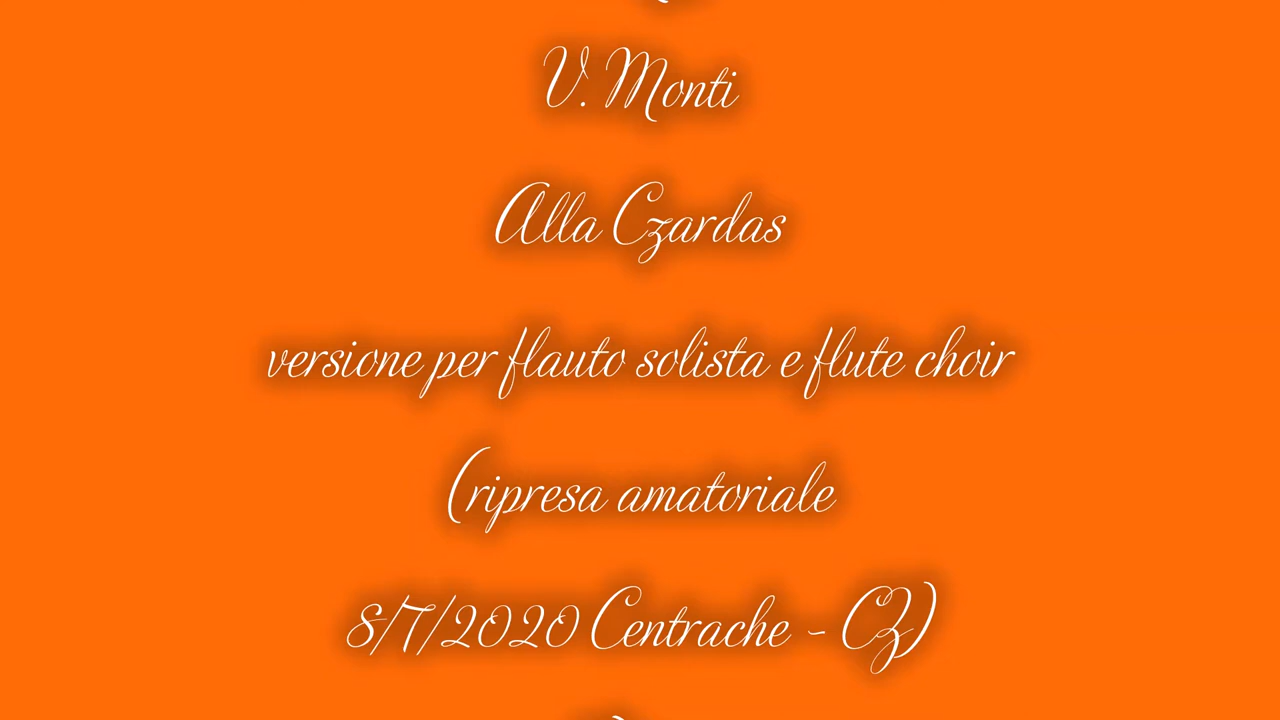 V. Monti
Alla Czardas
versione per flauto solista e flute choir
(ripresa amatoriale
8/7/2020 Centrache - CZ)